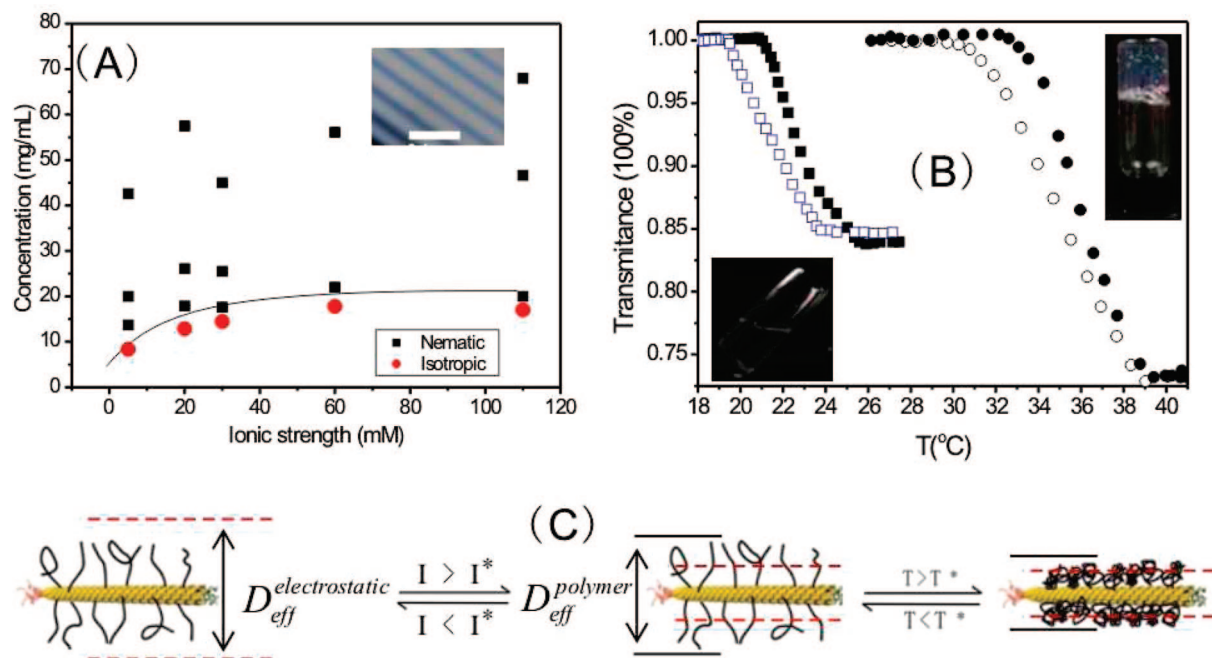 (A)
Concentration (mg/mL)
80
70
60
50
40
30
20
10
0
0 20 40 60 80 100 120
Ionic strength (mM)
Nematic
Isotropic
(B)
Transmitance (100%)
1.00
0.95
0.90
0.85
0.80
0.75
18 20 22 24 26 28 30 32 34 36 38 40
T(°C)
(C)
D_eff^electrostatic
I > I*
I < I*
D_eff^polymer
T>T *
T<T *